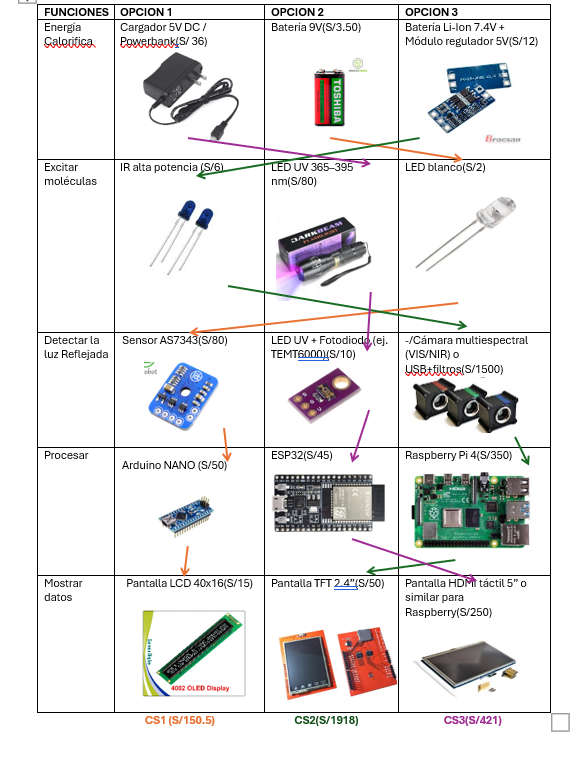 FUNCIONES
OPCION 1
OPCION 2
OPCION 3
Energía
Calorifica
Cargador 5V DC /
Powerbank(S/ 36)
Batería 9V(S/3.50)
Batería Li-Ion 7.4V +
Módulo regulador 5V(S/12)
TOSHIBA
Excitar
moléculas
IR alta potencia (S/6)
LED UV 365–395
nm(S/80)
LED blanco(S/2)
DARKBEAM
FLASHLIGHT
Detectar la
luz Reflejada
Sensor AS7343(S/80)
LED UV + Fotodiodo (ej.
TEMT6000)(S/10)
-/Cámara multiespectral
(VIS/NIR) o
USB+filtros(S/1500)
Procesar
Arduino NANO (S/50)
ESP32(S/45)
Raspberry Pi 4(S/350)
Mostrar
datos
Pantalla LCD 40x16(S/15)
Pantalla TFT 2.4”(S/50)
Pantalla HDMI táctil 5” o
similar para
Raspberry(S/250)
4002 OLED Display
CS1 (S/150.5)
CS2(S/1918)
CS3(S/421)